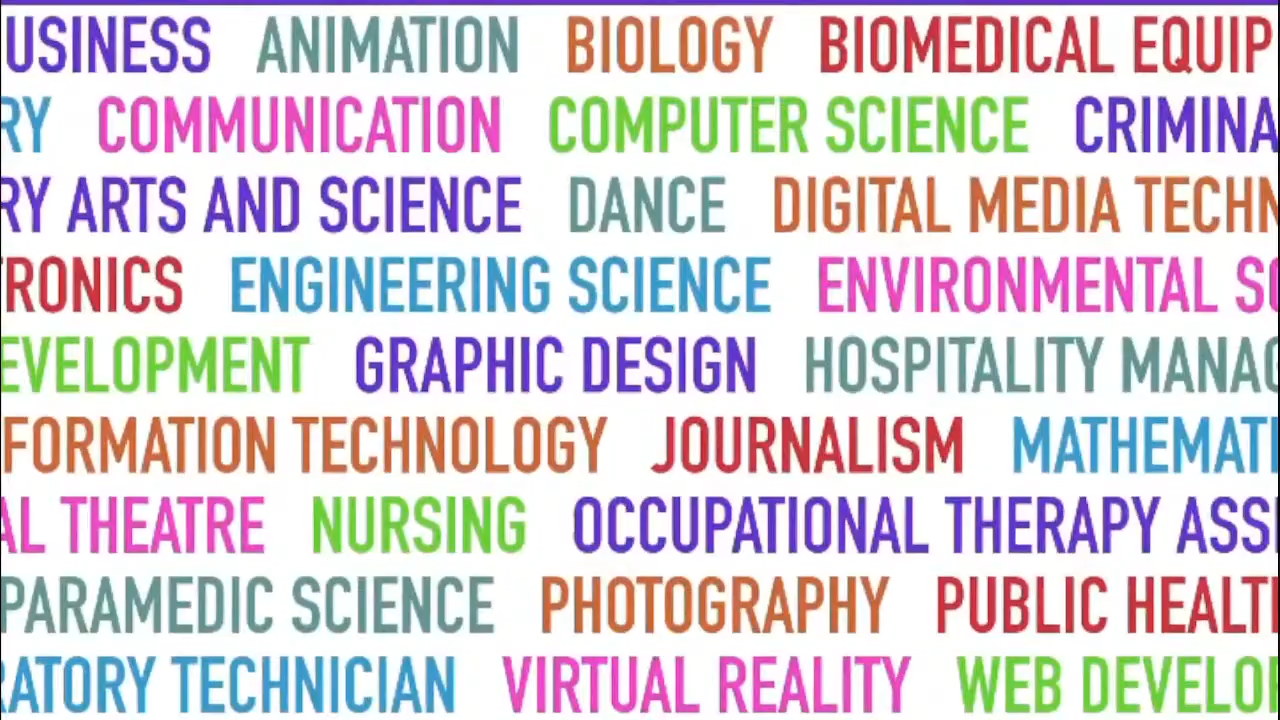 USINESS ANIMATION BIOLOGY BIOMEDICAL EQUIP
RY COMMUNICATION COMPUTER SCIENCE CRIMINA
RY ARTS AND SCIENCE DANCE DIGITAL MEDIA TECHN
RONICS ENGINEERING SCIENCE ENVIRONMENTAL SC
EVELOPMENT GRAPHIC DESIGN HOSPITALITY MANAG
FORMATION TECHNOLOGY JOURNALISM MATHEMATI
AL THEATRE NURSING OCCUPATIONAL THERAPY ASSI
PARAMEDIC SCIENCE PHOTOGRAPHY PUBLIC HEALTH
RATORY TECHNICIAN VIRTUAL REALITY WEB DEVELOP